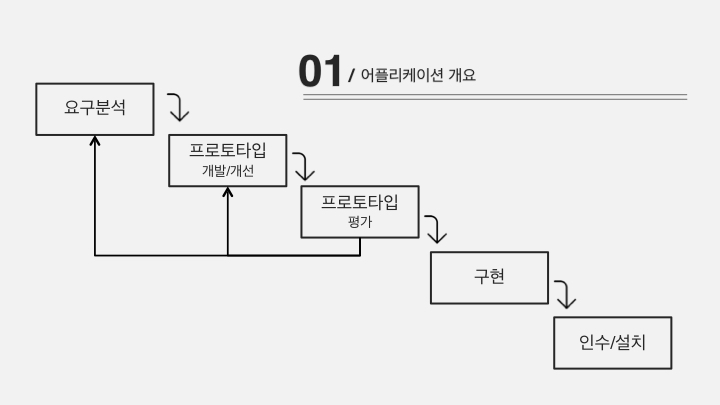 01 / 어플리케이션 개요
요구분석
프로토타입
개발/개선
프로토타입
평가
구현
인수/설치